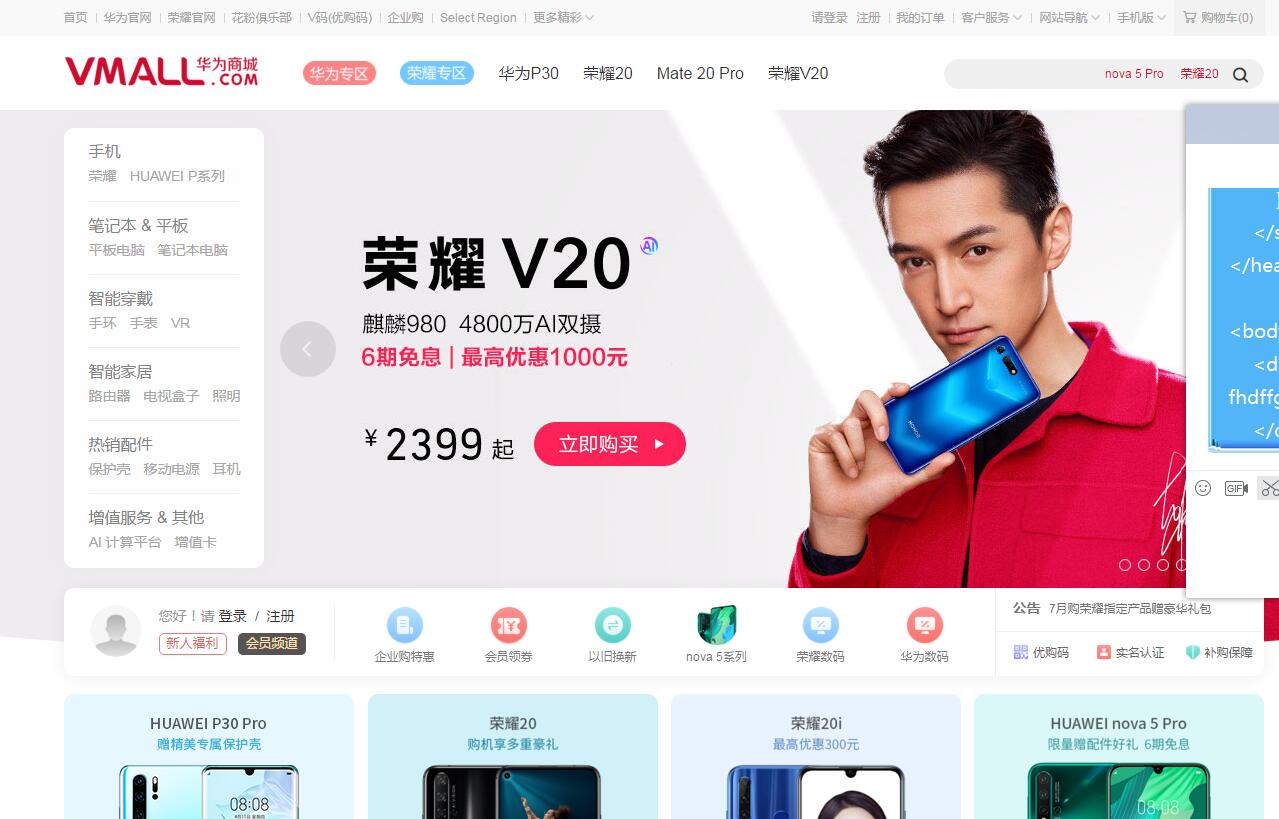 首页 华为官网 荣耀官网 花粉俱乐部 V码(优购码) 企业购 Select Region 更多精彩 请登录 注册 我的订单 客户服务 网站导航 手机版 购物车(0)
VMALL 华为商城 .COM
华为专区 荣耀专区 华为P30 荣耀20 Mate 20 Pro 荣耀V20 nova 5 Pro 荣耀20
手机
荣耀 HUAWEI P系列
笔记本 & 平板
平板电脑 笔记本电脑
智能穿戴
手环 手表 VR
智能家居
路由器 电视盒子 照明
热销配件
保护壳 移动电源 耳机
增值服务 & 其他
AI 计算平台 增值卡
荣耀 V20 AI
麒麟980 4800万AI双摄
6期免息 | 最高优惠1000元
¥ 2399 起 立即购买
HONOR
</s
</hea
<bod
<d
fhdffg
GIF
您好！请 登录 / 注册
新人福利 会员频道
企业购特惠 会员领券 以旧换新 nova 5系列 荣耀数码 华为数码
公告 7月购荣耀指定产品赠豪华礼包
优购码 实名认证 补购保障
HUAWEI P30 Pro
赠精美专属保护壳
08:08
荣耀20
购机享多重豪礼
荣耀20i
最高优惠300元
HUAWEI nova 5 Pro
限量赠配件好礼 6期免息
08:08